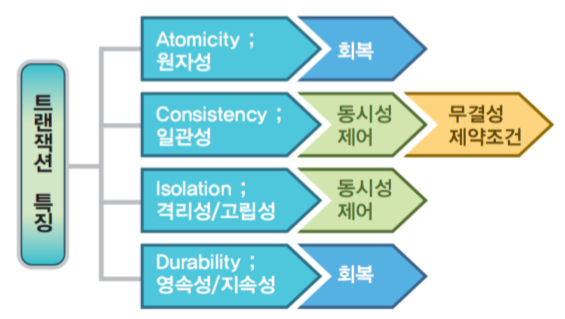 트랜잭션 특징
Atomicity ;
원자성
회복
Consistency ;
일관성
동시성
제어
무결성
제약조건
Isolation ;
격리성/고립성
동시성
제어
Durability ;
영속성/지속성
회복